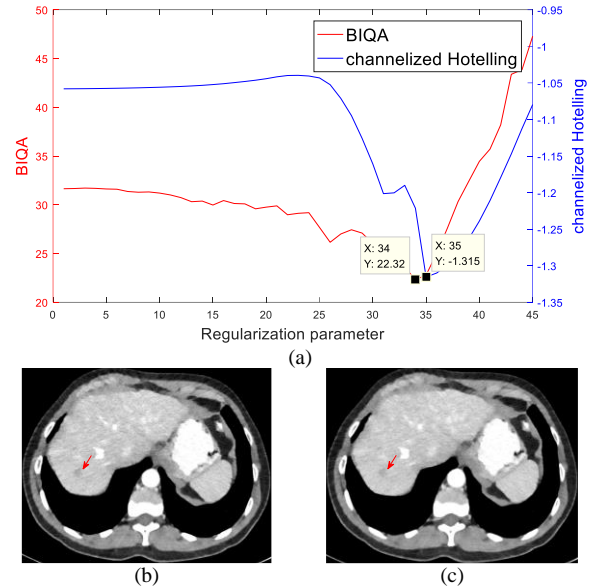 BIQA
channelized Hotelling
50
45
40
35
30
25
20
BIQA
-0.95
-1
-1.05
-1.1
-1.15
-1.2
-1.25
-1.3
-1.35
channelized Hotelling
X: 34
Y: 22.32
X: 35
Y: -1.315
0 5 10 15 20 25 30 35 40 45
Regularization parameter
(a)
(b) (c)